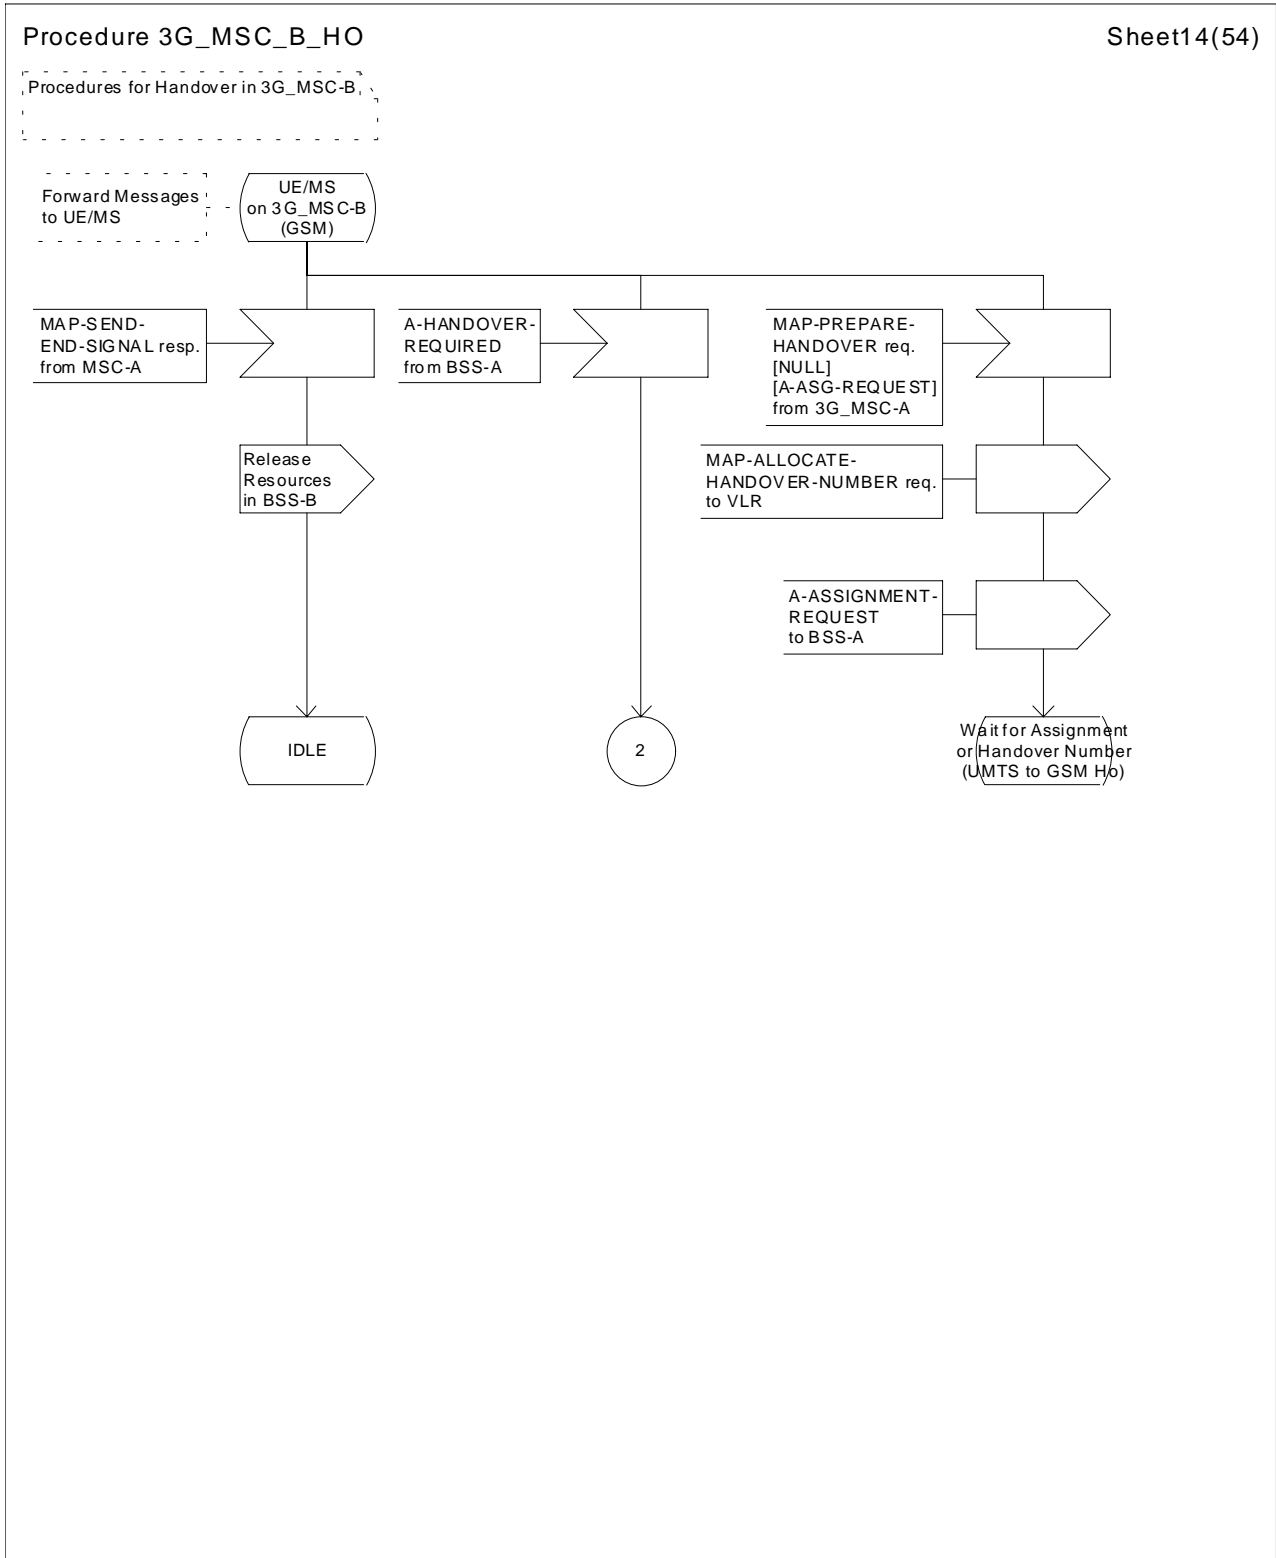 Procedure 3G_MSC_B_HO
Sheet14(54)
Procedures for Handover in 3G_MSC-B
Forward Messages
to UE/MS
UE/MS
on 3G_MSC-B
(GSM)
MAP-SEND-
END-SIGNAL resp.
from MSC-A
A-HANDOVER-
REQUIRED
from BSS-A
MAP-PREPARE-
HANDOVER req.
[NULL]
[A-ASG-REQUEST]
from 3G_MSC-A
Release
Resources
in BSS-B
MAP-ALLOCATE-
HANDOVER-NUMBER req.
to VLR
A-ASSIGNMENT-
REQUEST
to BSS-A
IDLE
2
Wait for Assignment
or Handover Number
(UMTS to GSM Ho)